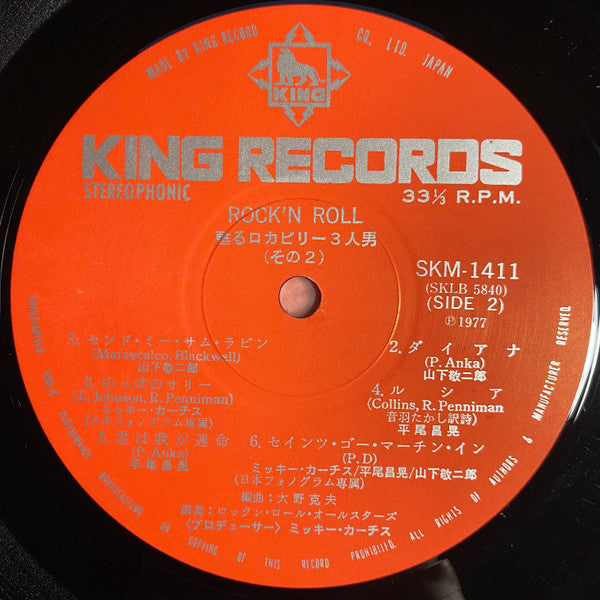 MADE BY KING RECORD CO., LTD. JAPAN
KING
KING RECORDS
STEREOPHONIC
33⅓ R.P.M.
ROCK'N ROLL
甦るロカビリー3人男
(その2)
SKM-1411
(SKLB 5840)
(SIDE 2)
Ⓟ1977
センド・ミー・サム・ラビン
(Marascalco, Blackwell)
山下敬二郎
2. ダイアナ
(P. Anka)
山下敬二郎
3. のっぽのサリー
(E. Johnson, R. Penniman)
ミッキー・カーチス
(日本フォノグラム専属)
4. ルシア
(Collins, R. Penniman
音羽たかし訳詩)
平尾昌晃
5. 君は我が運命
(P. Anka)
平尾昌晃
6. セインツ・ゴー・マーチン・イン
(P.D)
ミッキー・カーチス/平尾昌晃/山下敬二郎
(日本フォノグラム専属)
編曲:大野克夫
演奏:ロックン・ロール・オールスターズ
〈プロデューサー〉ミッキー・カーチス
BROADCASTING OR COPYING OF THIS RECORD PROHIBITED. ALL RIGHTS OF AUTHORS & MANUFACTURER RESERVED.